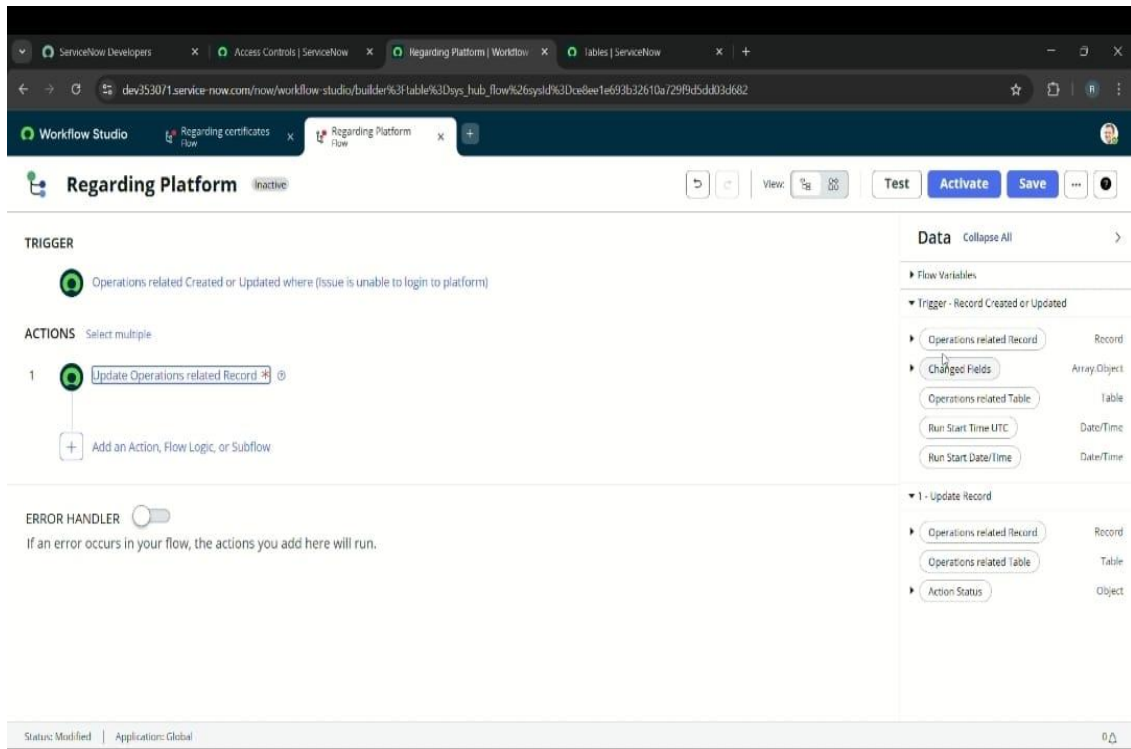 ServiceNow Developers
Access Controls | ServiceNow
Regarding Platform | Workflow
Tables | ServiceNow
dev353071.service-now.com/now/workflow-studio/builder%3Ftable%3Dsys_hub_flow%26sysId%3Dce8ee1e693b32610a729f9d5dd03d682
R
Workflow Studio
Regarding certificates
Flow
Regarding Platform
Flow
Regarding Platform Inactive
View:
Test Activate Save
TRIGGER
Operations related Created or Updated where (Issue is unable to login to platform)
ACTIONS Select multiple
1 Update Operations related Record *
Add an Action, Flow Logic, or Subflow
ERROR HANDLER
If an error occurs in your flow, the actions you add here will run.
Data Collapse All
Flow Variables
Trigger - Record Created or Updated
Operations related Record Record
Changed Fields Array.Object
Operations related Table Table
Run Start Time UTC Date/Time
Run Start Date/Time Date/Time
1 - Update Record
Operations related Record Record
Operations related Table Table
Action Status Object
Status: Modified | Application: Global
0